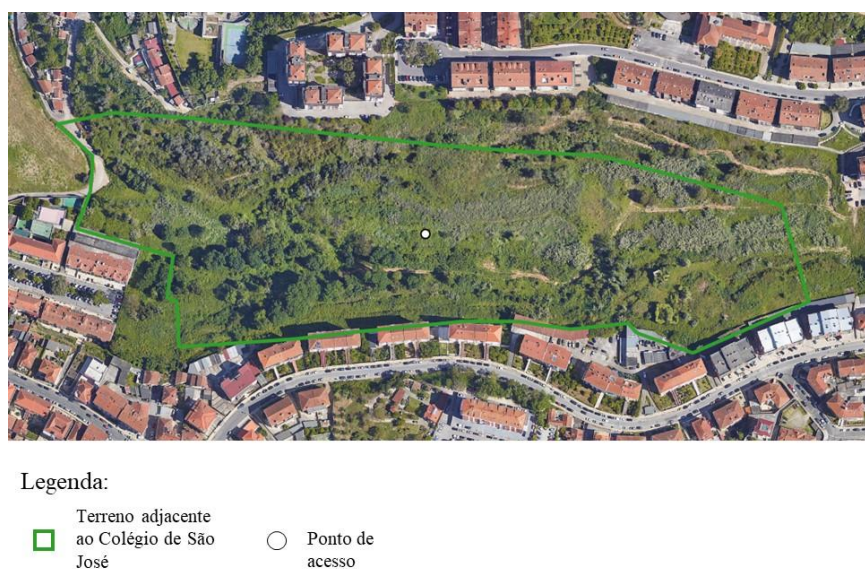 Legenda:
Terreno adjacente
ao Colégio de São
José
Ponto de
acesso